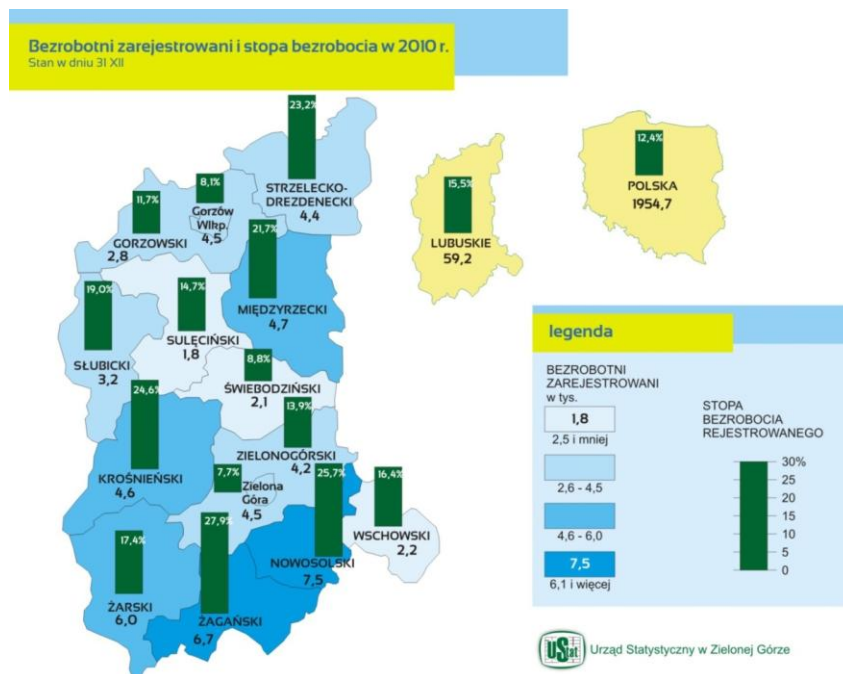 Bezrobotni zarejestrowani i stopa bezrobocia w 2010 r.
Stan w dniu 31 XII
23,2%
STRZELECKO-
DREZDENECKI
4,4
8,1%
Gorzów
Wlkp.
4,5
11,7%
GORZOWSKI
2,8
21,7%
MIĘDZYRZECKI
4,7
19,0%
SŁUBICKI
3,2
14,7%
SULĘCIŃSKI
1,8
8,8%
ŚWIEBODZIŃSKI
2,1
24,6%
KROŚNIEŃSKI
4,6
13,9%
ZIELONOGÓRSKI
4,2
7,7%
Zielona
Góra
4,5
25,7%
NOWOSOLSKI
7,5
16,4%
WSCHOWSKI
2,2
17,4%
ŻARSKI
6,0
27,9%
ŻAGAŃSKI
6,7
15,5%
LUBUSKIE
59,2
12,4%
POLSKA
1954,7
legenda
BEZROBOTNI
ZAREJESTROWANI
w tys.
1,8
2,5 i mniej
2,6 - 4,5
4,6 - 6,0
7,5
6,1 i więcej
STOPA
BEZROBOCIA
REJESTROWANEGO
30%
25
20
15
10
5
0
UStat
Urząd Statystyczny w Zielonej Górze